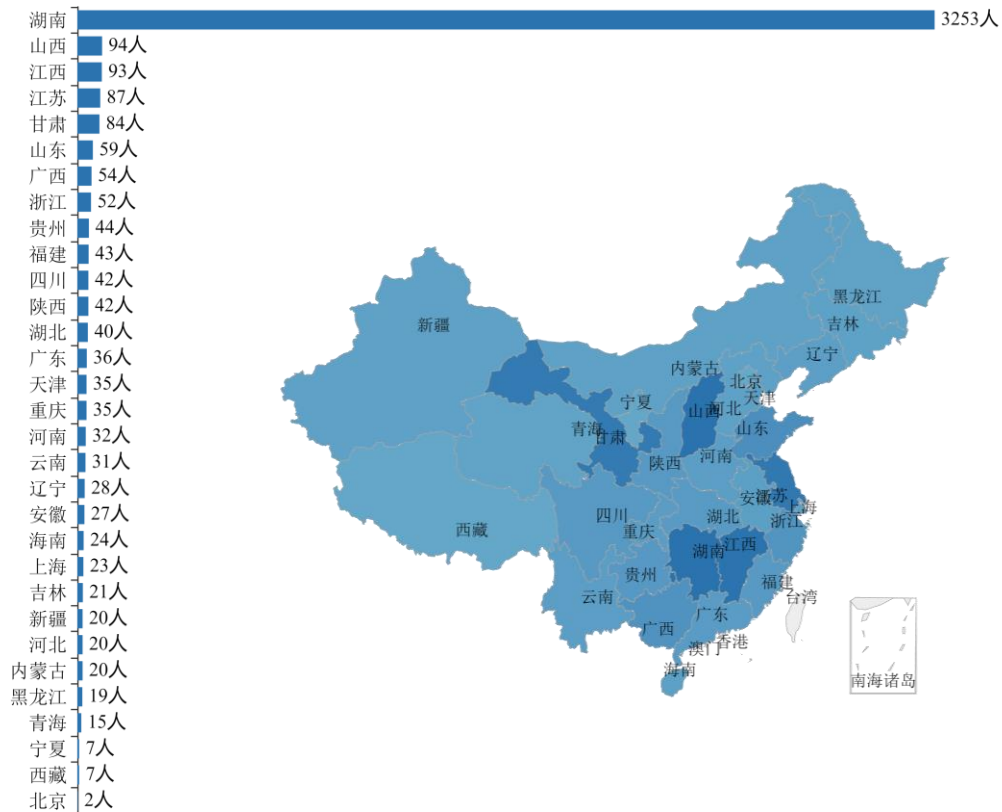 湖南 3253人
山西 94人
江西 93人
江苏 87人
甘肃 84人
山东 59人
广西 54人
浙江 52人
贵州 44人
福建 43人
四川 42人
陕西 42人
湖北 40人
广东 36人
天津 35人
重庆 35人
河南 32人
云南 31人
辽宁 28人
安徽 27人
海南 24人
上海 23人
吉林 21人
新疆 20人
河北 20人
内蒙古 20人
黑龙江 19人
青海 15人
宁夏 7人
西藏 7人
北京 2人
黑龙江
新疆
吉林
辽宁
内蒙古
北京
天津
宁夏
山西
河北
青海
甘肃
山东
陕西
河南
安徽
江苏
上海
四川
湖北
浙江
西藏
重庆
湖南
江西
贵州
福建
云南
台湾
广东
广西
香港
澳门
海南
南海诸岛